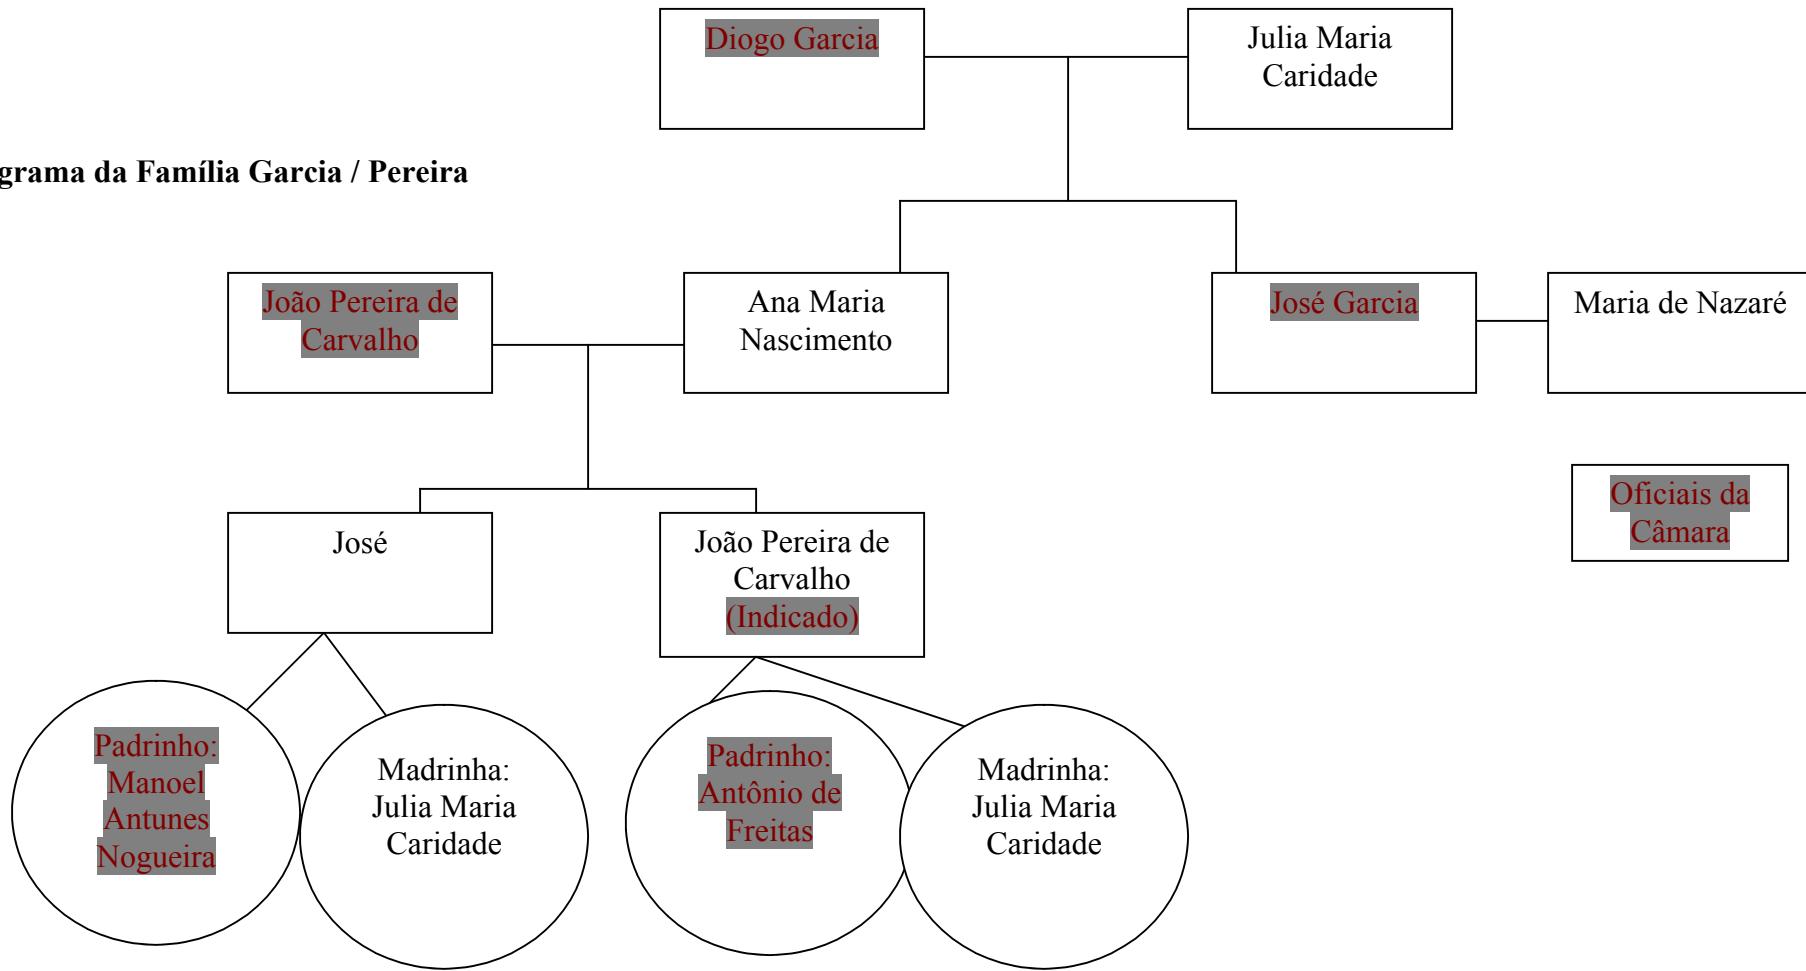 Diogo Garcia
Julia Maria
Caridade
grama da Família Garcia / Pereira
João Pereira de
Carvalho
Ana Maria
Nascimento
José Garcia
Maria de Nazaré
Oficiais da
Câmara
José
João Pereira de
Carvalho
(Indicado)
Padrinho:
Manoel
Antunes
Nogueira
Madrinha:
Julia Maria
Caridade
Padrinho:
Antônio de
Freitas
Madrinha:
Julia Maria
Caridade